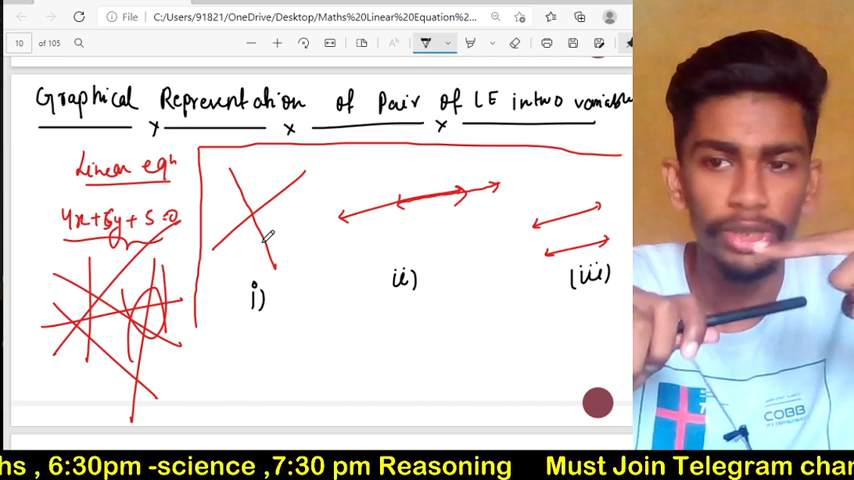 File | C:/Users/91821/OneDrive/Desktop/Maths%20Linear%20Equation%2...
10 of 105
Graphical Representation of Pair of LE in two variable
Linear eqn
4x+5y+5=0
i)
ii)
(iii)
COBB
hs , 6:30pm -science ,7:30 pm Reasoning Must Join Telegram chan